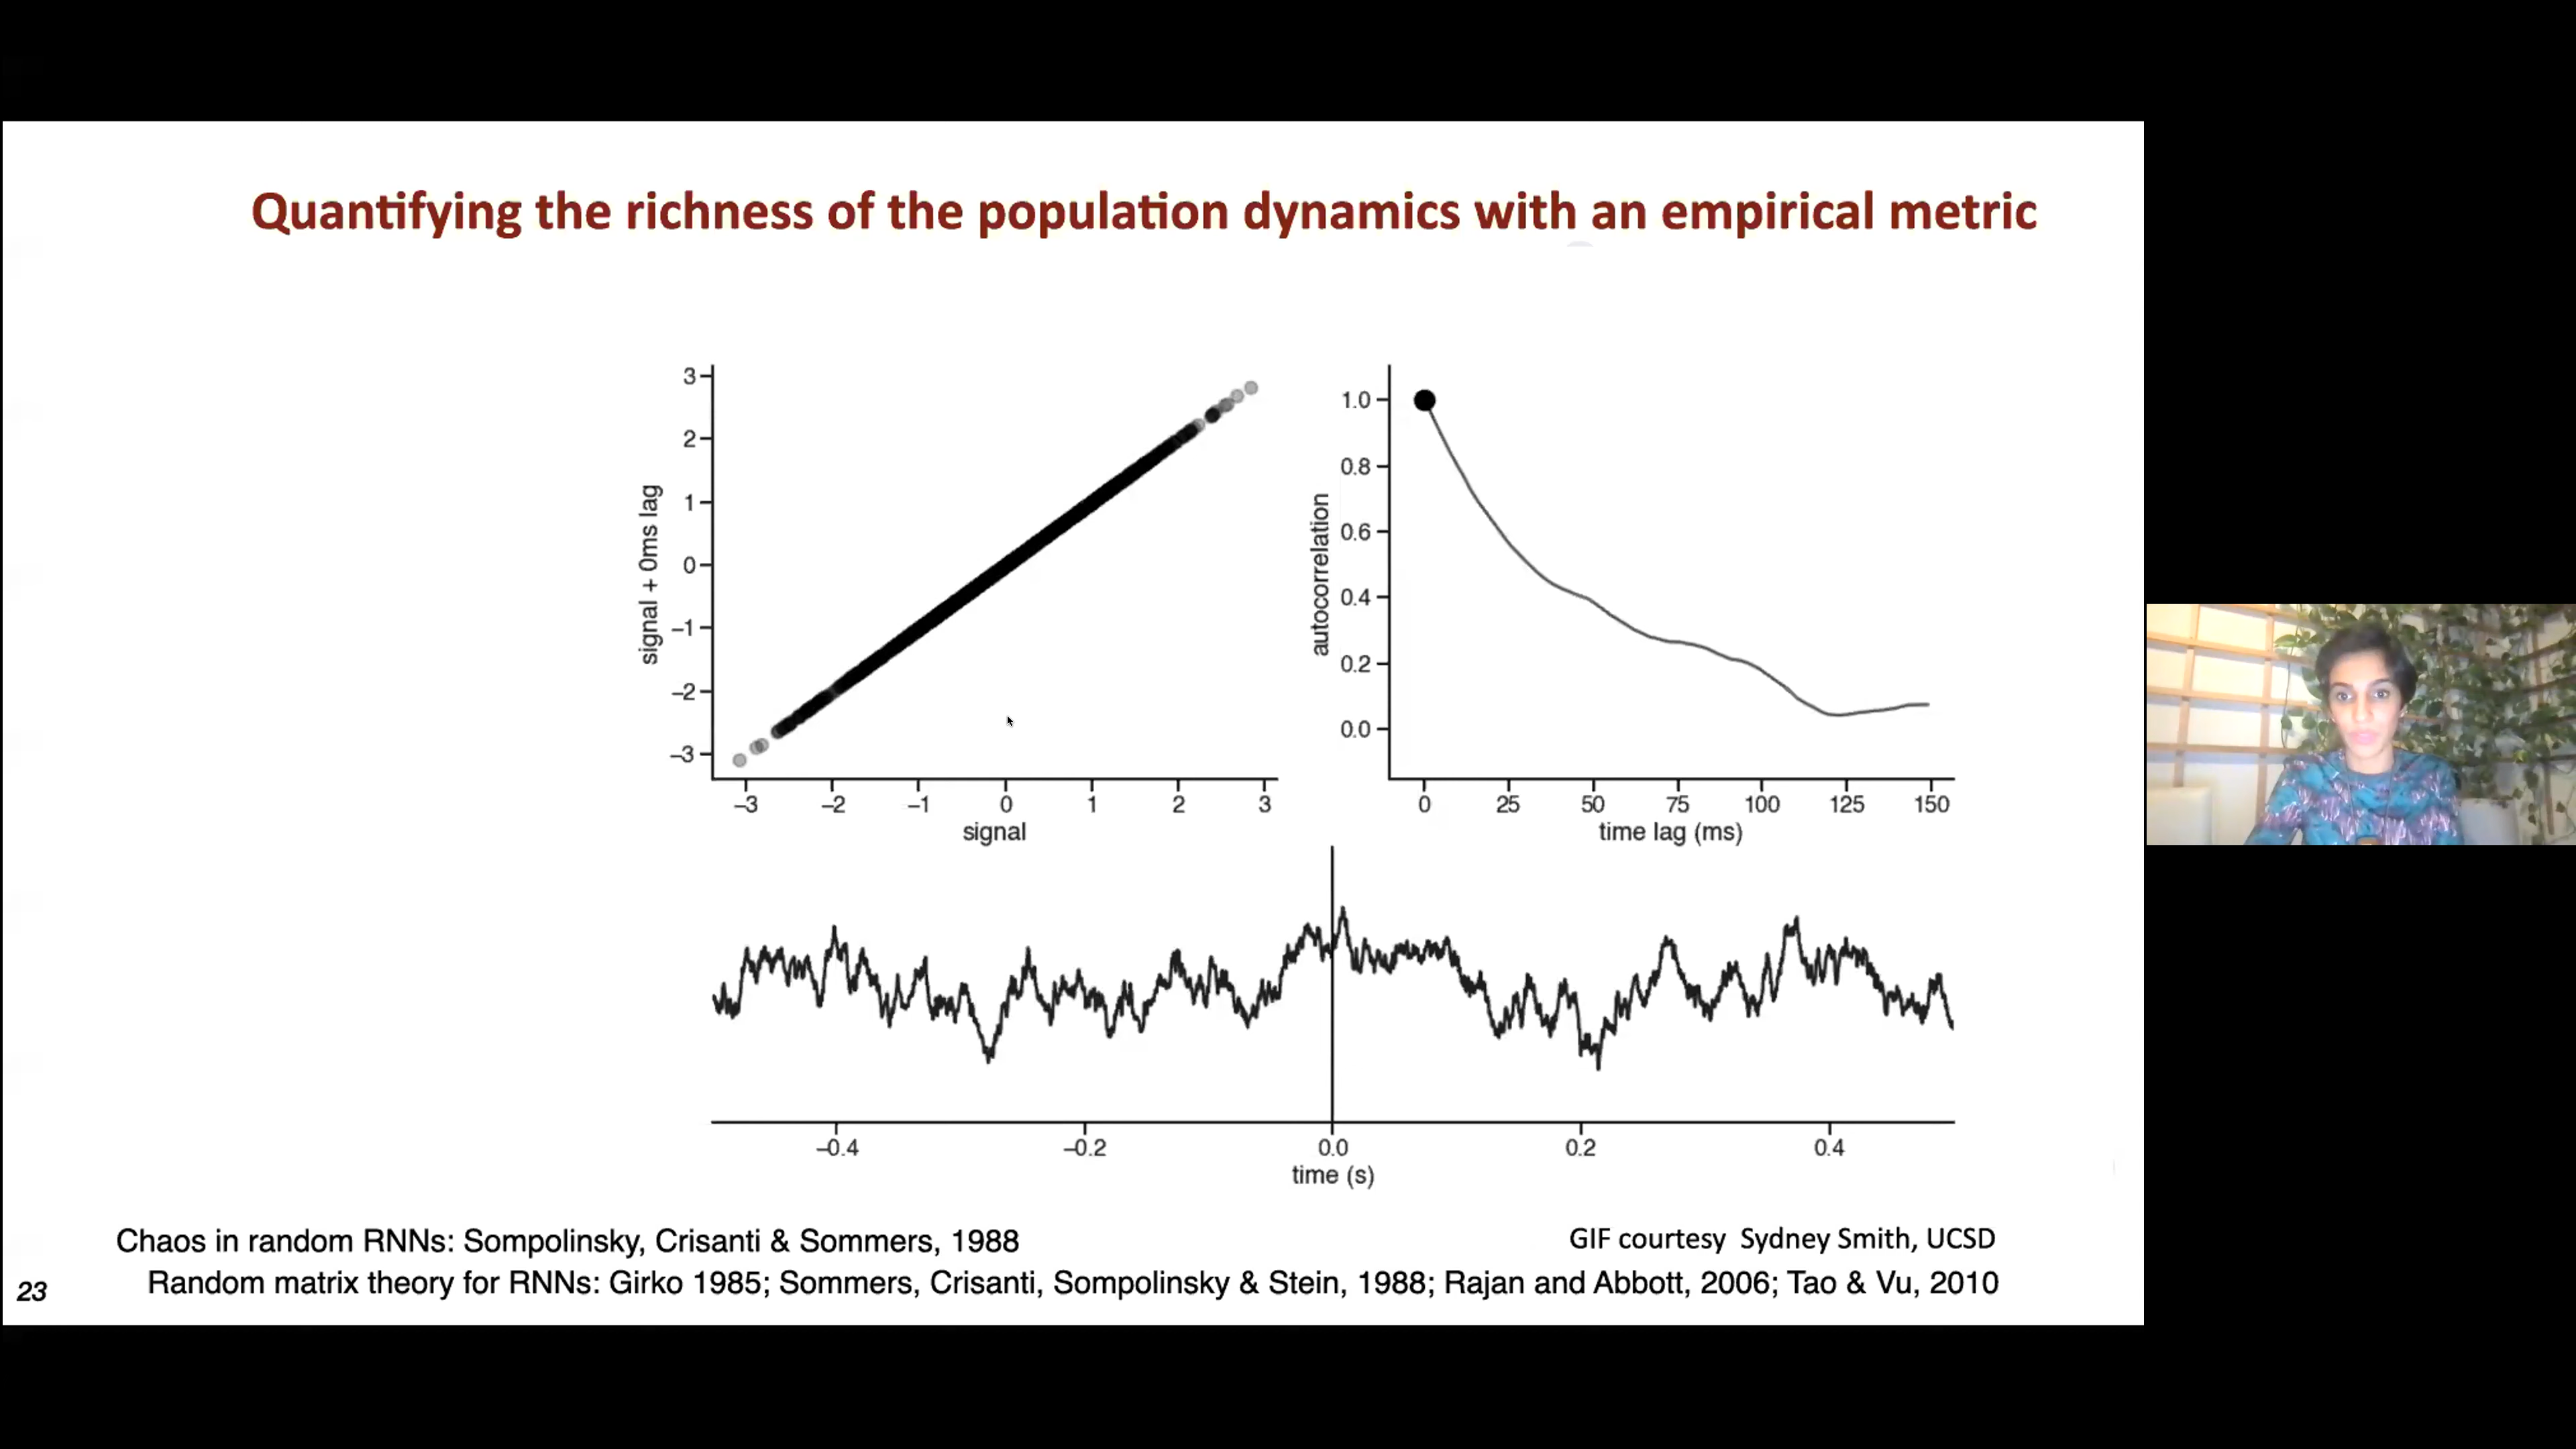 Quantifying the richness of the population dynamics with an empirical metric
3
2
1
0
−1
−2
−3
signal + 0ms lag
−3 −2 −1 0 1 2 3
signal
1.0
0.8
0.6
0.4
0.2
0.0
autocorrelation
0 25 50 75 100 125 150
time lag (ms)
−0.4 −0.2 0.0 0.2 0.4
time (s)
Chaos in random RNNs: Sompolinsky, Crisanti & Sommers, 1988
GIF courtesy Sydney Smith, UCSD
Random matrix theory for RNNs: Girko 1985; Sommers, Crisanti, Sompolinsky & Stein, 1988; Rajan and Abbott, 2006; Tao & Vu, 2010
23